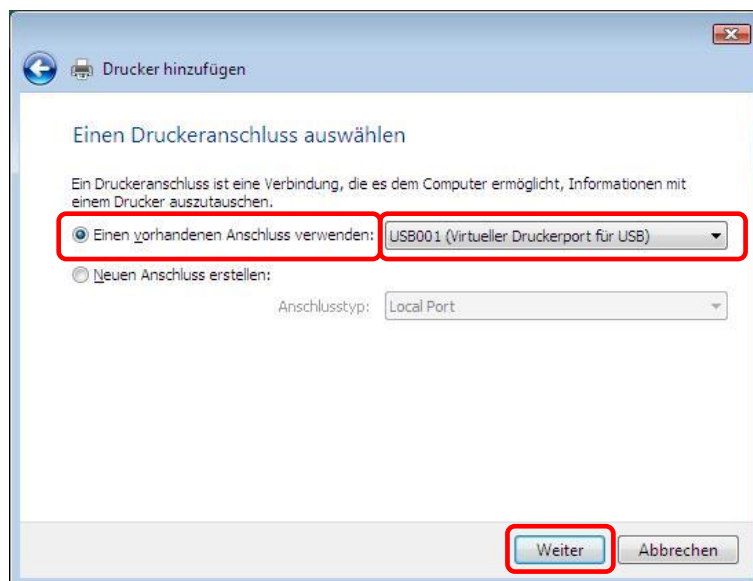 Drucker hinzufügen
Einen Druckeranschluss auswählen
Ein Druckeranschluss ist eine Verbindung, die es dem Computer ermöglicht, Informationen mit
einem Drucker auszutauschen.
Einen vorhandenen Anschluss verwenden: USB001 (Virtueller Druckerport für USB)
Neuen Anschluss erstellen:
Anschlusstyp: Local Port
Weiter Abbrechen